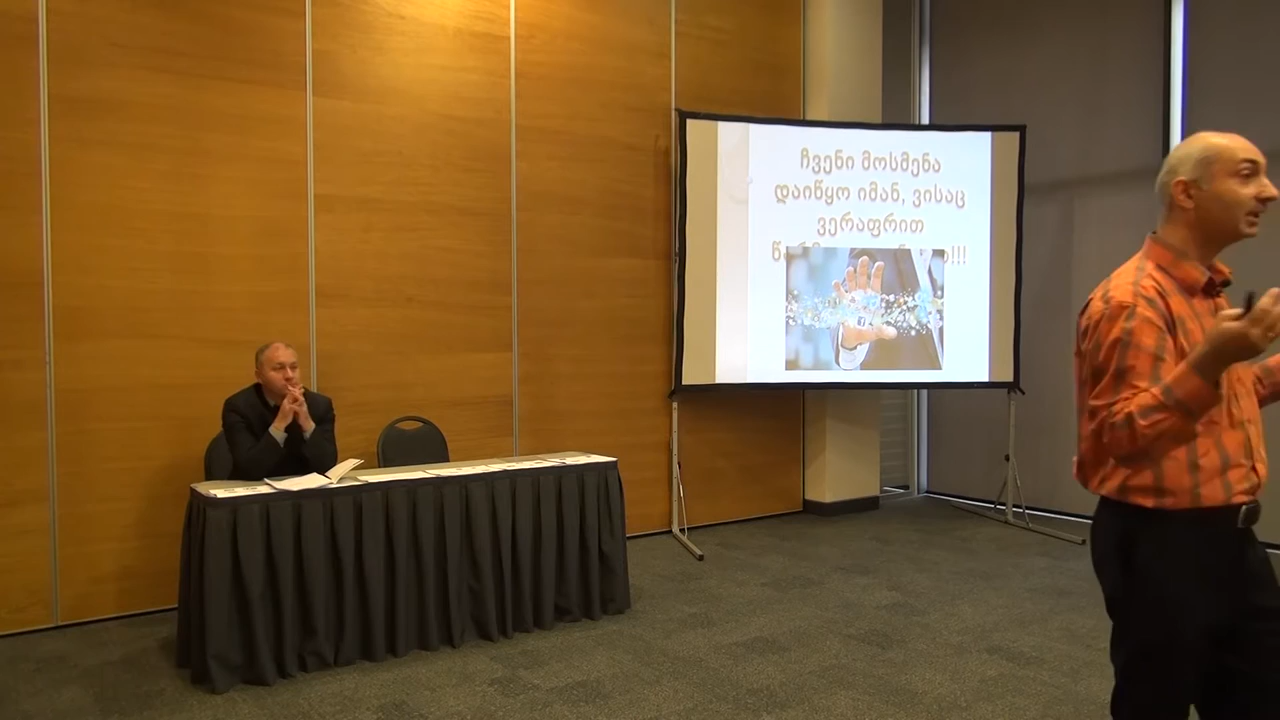 ჩვენი მოსმენა
დაიწყო იმან, ვისაც
ვერაფრით